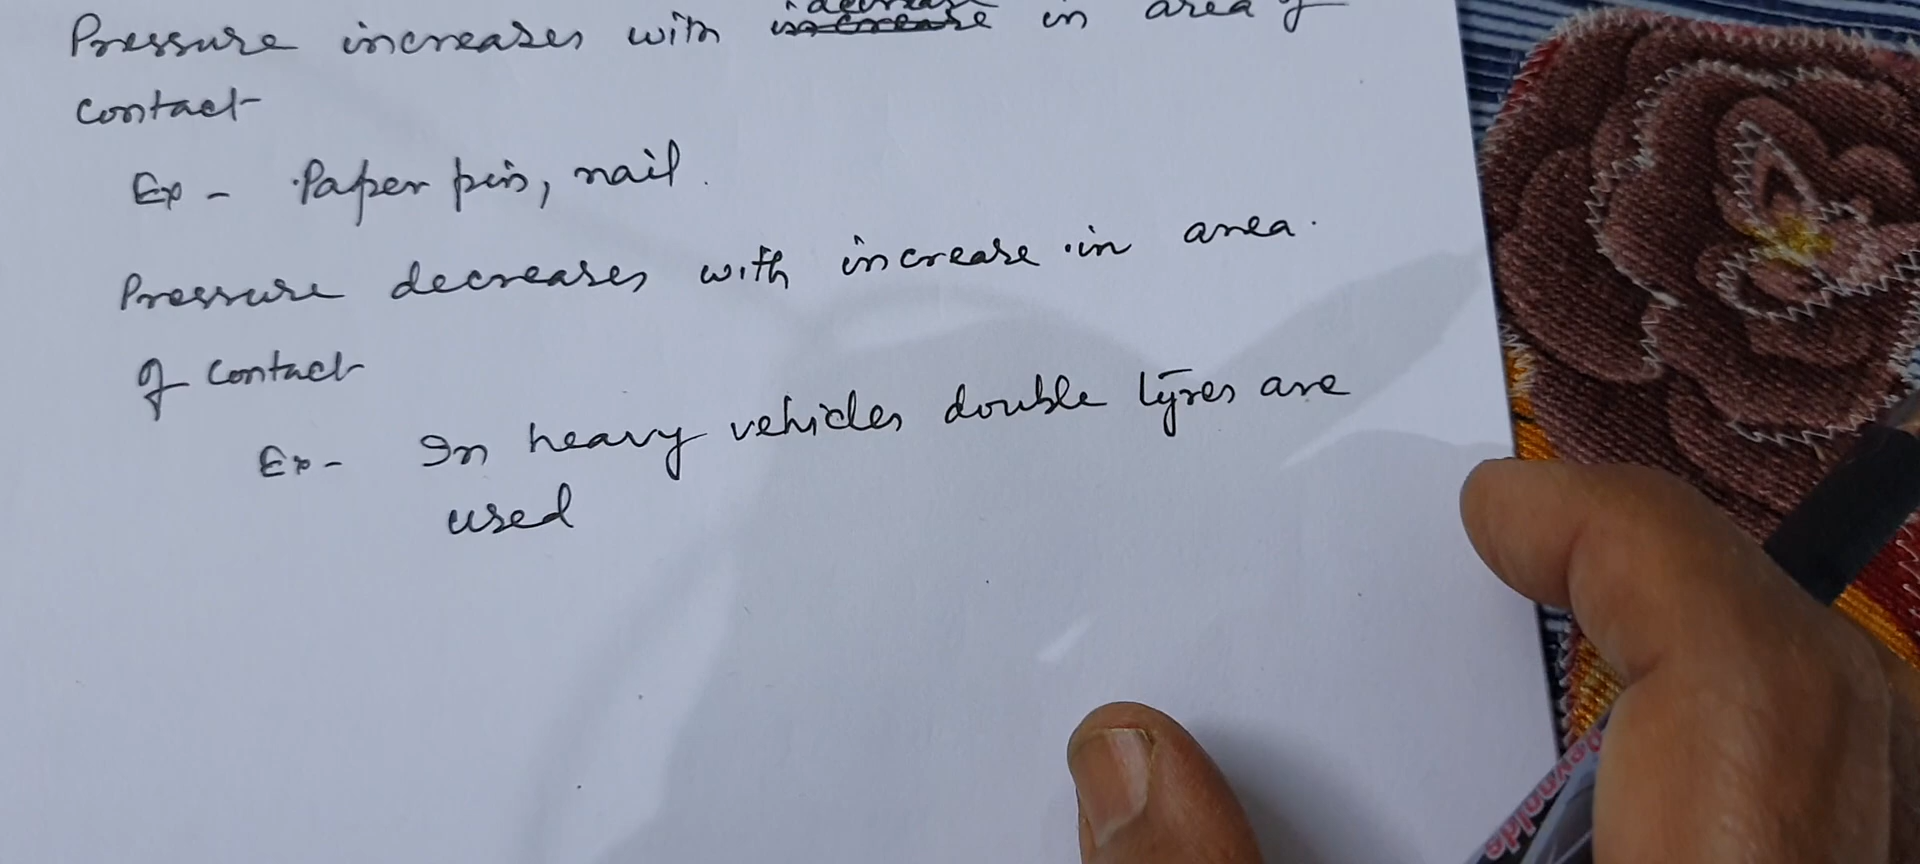 Pressure increases with decrease in area of
contact
Ex - Paper pin, nail.
Pressure decreases with increase in area.
of contact
Ex - In heavy vehicles double tyres are
used
Reynolds